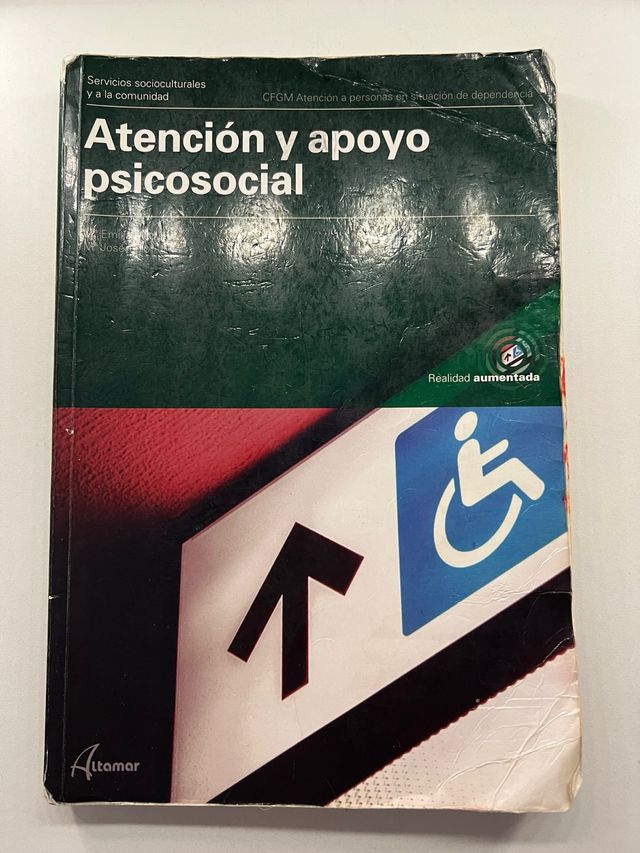 Servicios socioculturales
y a la comunidad
CFGM Atención a personas en situación de dependencia
Atención y apoyo
psicosocial
Realidad aumentada
Altamar